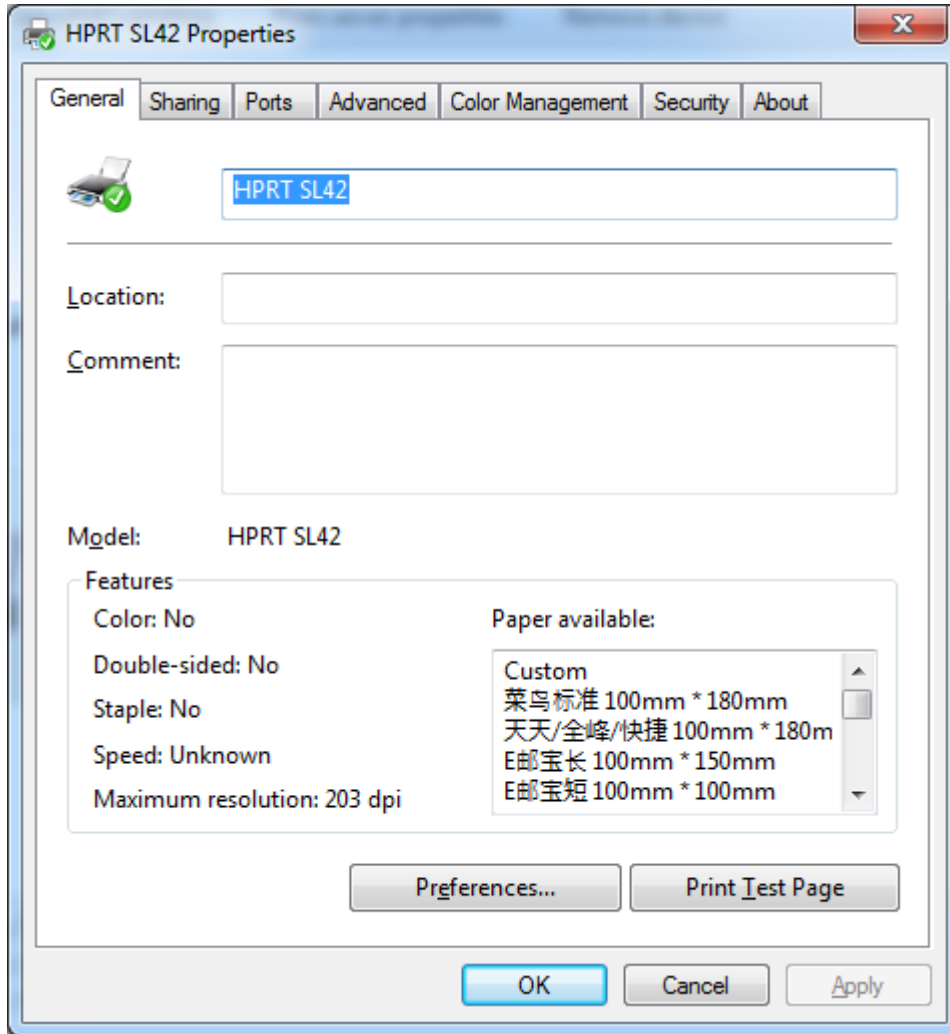 HPRT SL42 Properties
General Sharing Ports Advanced Color Management Security About
HPRT SL42
Location:
Comment:
Model: HPRT SL42
Features
Color: No
Double-sided: No
Staple: No
Speed: Unknown
Maximum resolution: 203 dpi
Paper available:
Custom
菜鸟标准 100mm * 180mm
天天/全峰/快捷 100mm * 180m
E邮宝长 100mm * 150mm
E邮宝短 100mm * 100mm
Preferences... Print Test Page
OK Cancel Apply